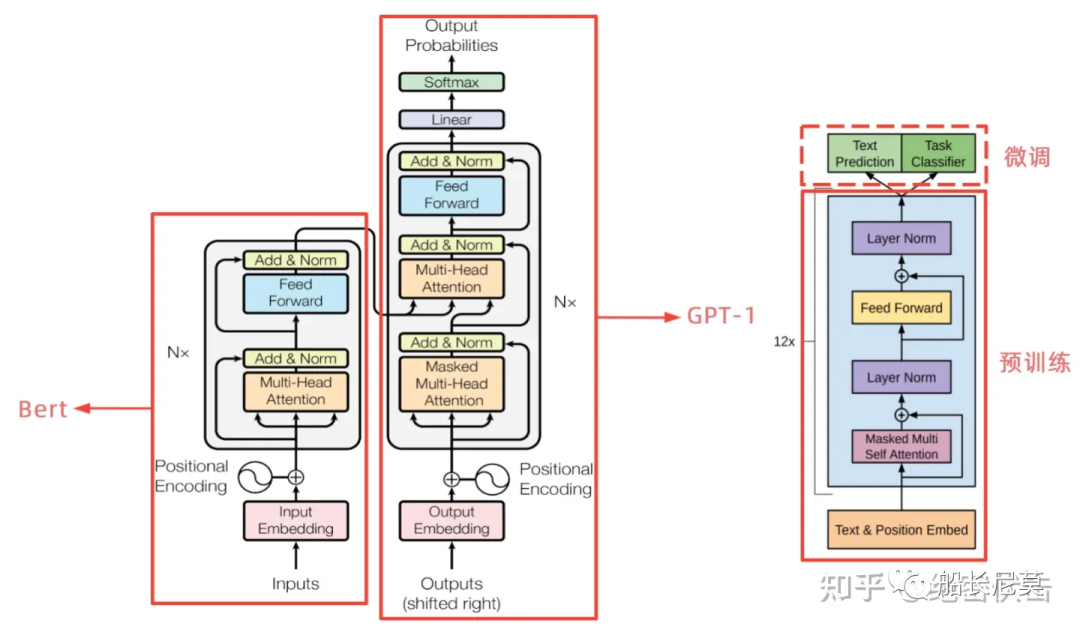 Bert
Nx
Add & Norm
Feed
Forward
Add & Norm
Multi-Head
Attention
Positional
Encoding
Input
Embedding
Inputs
Output
Probabilities
Softmax
Linear
Add & Norm
Feed
Forward
Add & Norm
Multi-Head
Attention
Nx
Add & Norm
Masked
Multi-Head
Attention
Positional
Encoding
Output
Embedding
Outputs
(shifted right)
GPT-1
Text
Prediction
Task
Classifier
微调
12x
Layer Norm
Feed Forward
Layer Norm
Masked Multi
Self Attention
Text & Position Embed
预训练
知乎
船长尼莫